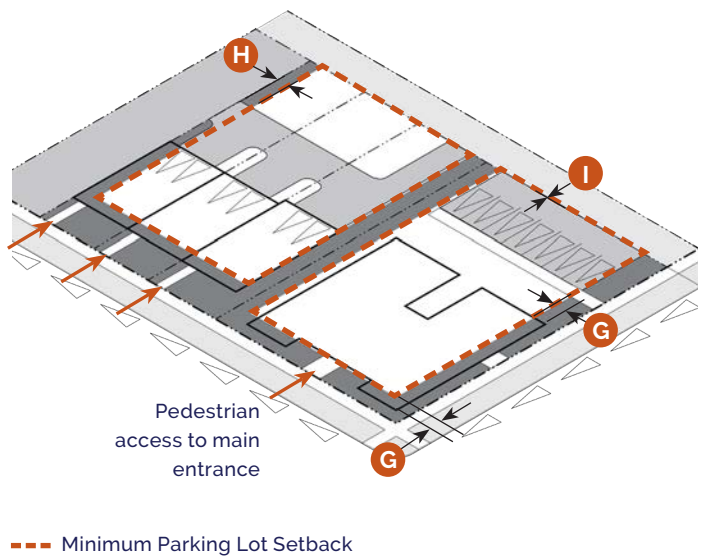 H
I
G
Pedestrian
access to main
entrance
G
Minimum Parking Lot Setback